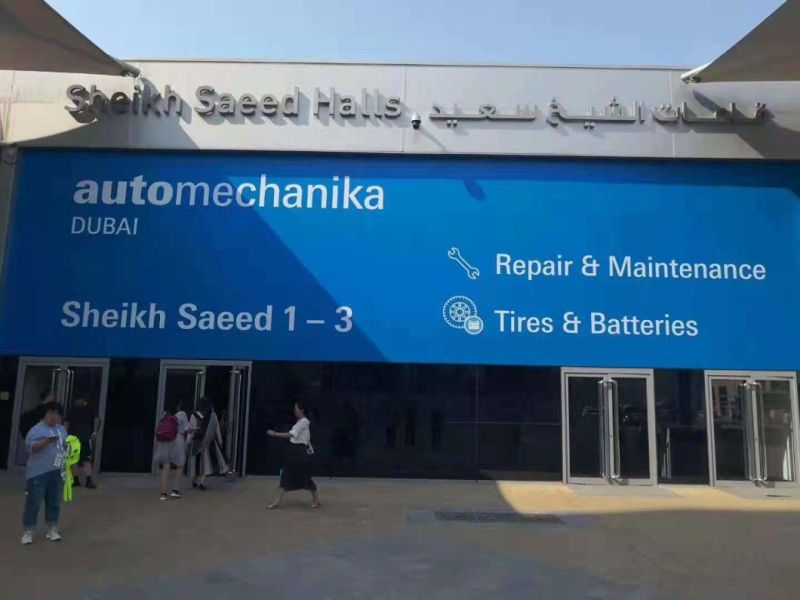 Sheikh Saeed Halls قاعات الشيخ سعيد
automechanika
DUBAI
Repair & Maintenance
Sheikh Saeed 1 – 3
Tires & Batteries